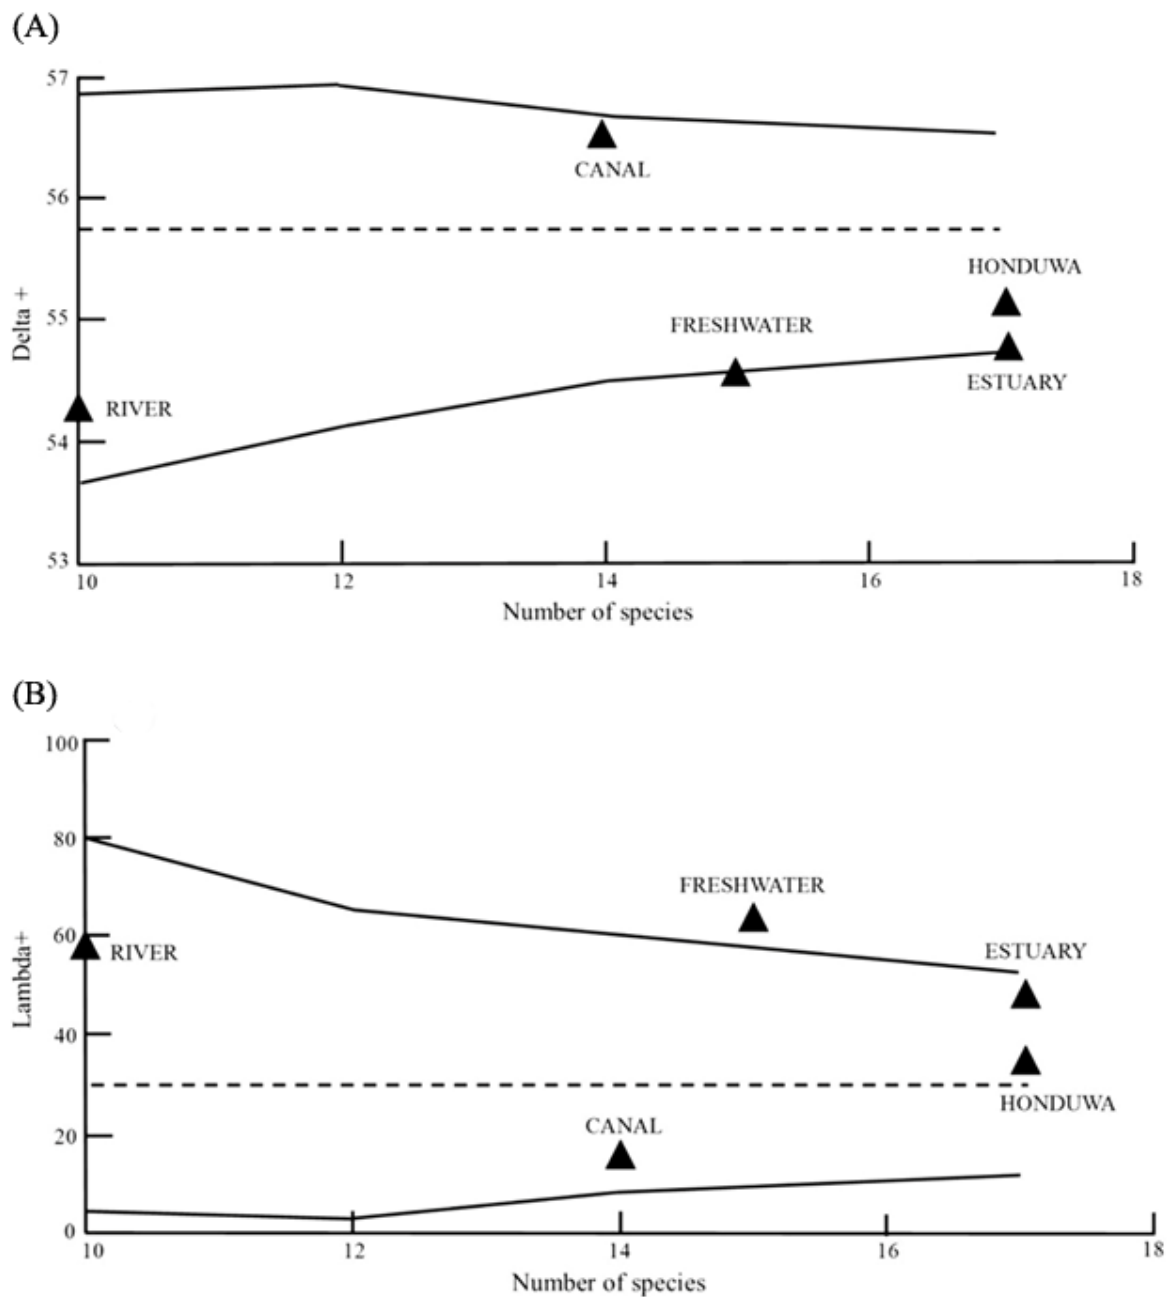 (A)
57
CANAL
56
HONDUWA
55
FRESHWATER
Delta +
ESTUARY
RIVER
54
53
10 12 14 16 18
Number of species
(B)
100
80
FRESHWATER
60
ESTUARY
RIVER
Lambda+
40
HONDUWA
CANAL
20
0
10 12 14 16 18
Number of species